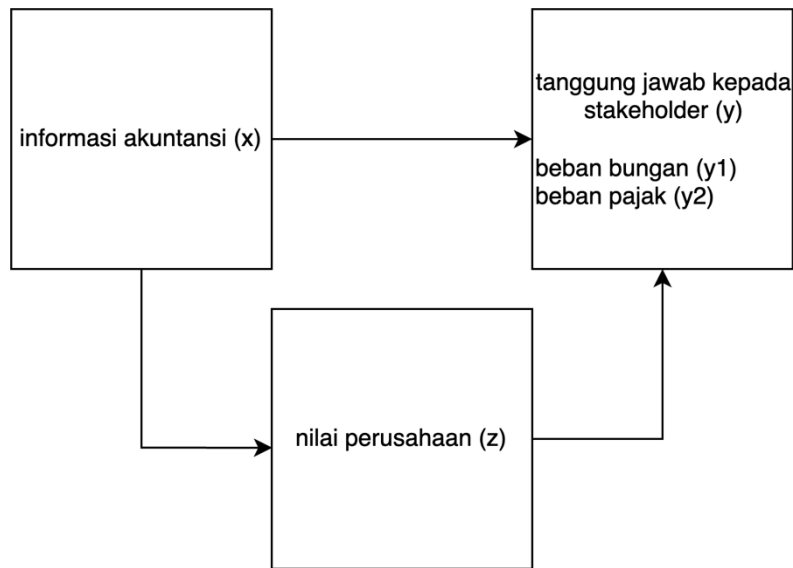 informasi akuntansi (x)
tanggung jawab kepada
stakeholder (y)
beban bungan (y1)
beban pajak (y2)
nilai perusahaan (z)